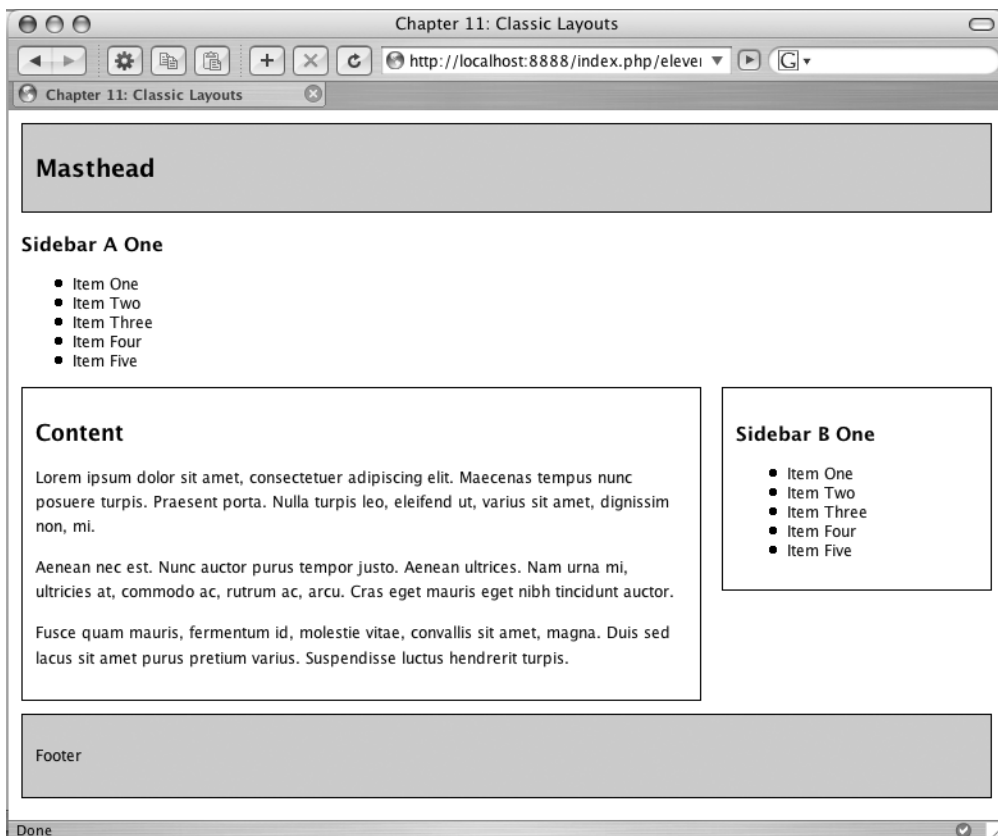 Chapter 11: Classic Layouts
http://localhost:8888/index.php/elever
G
Chapter 11: Classic Layouts
Masthead
Sidebar A One
Item One
Item Two
Item Three
Item Four
Item Five
Content
Lorem ipsum dolor sit amet, consectetuer adipiscing elit. Maecenas tempus nunc
posuere turpis. Praesent porta. Nulla turpis leo, eleifend ut, varius sit amet, dignissim
non, mi.
Aenean nec est. Nunc auctor purus tempor justo. Aenean ultrices. Nam urna mi,
ultricies at, commodo ac, rutrum ac, arcu. Cras eget mauris eget nibh tincidunt auctor.
Fusce quam mauris, fermentum id, molestie vitae, convallis sit amet, magna. Duis sed
lacus sit amet purus pretium varius. Suspendisse luctus hendrerit turpis.
Sidebar B One
Item One
Item Two
Item Three
Item Four
Item Five
Footer
Done